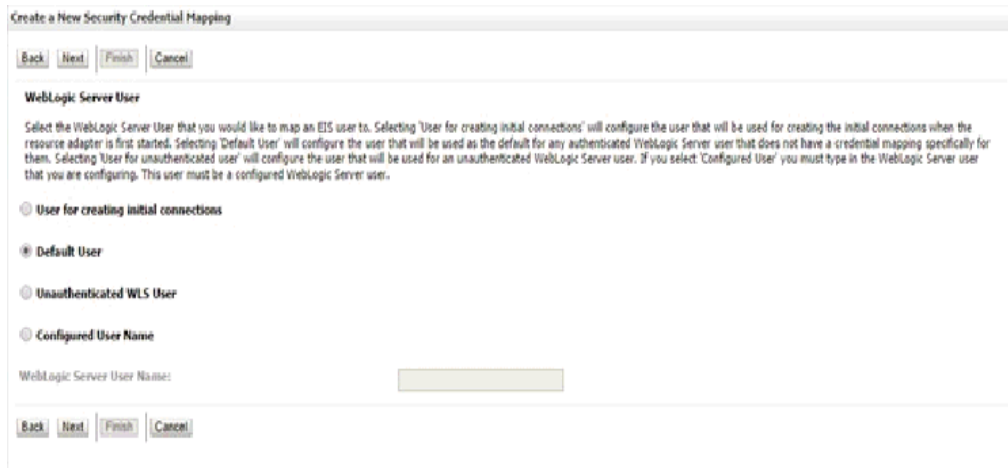 Create a New Security Credential Mapping
Back Next Finish Cancel
WebLogic Server User
Select the WebLogic Server User that you would like to map an EIS user to. Selecting 'User for creating initial connections' will configure the user that will be used for creating the initial connections when the
resource adapter is first started. Selecting 'Default User' will configure the user that will be used as the default for any authenticated WebLogic Server user that does not have a credential mapping specifically for
them. Selecting 'User for unauthenticated user' will configure the user that will be used for an unauthenticated WebLogic Server user. If you select 'Configured User' you must type in the WebLogic Server user
that you are configuring. This user must be a configured WebLogic Server user.
User for creating initial connections
Default User
Unauthenticated WLS User
Configured User Name
WebLogic Server User Name:
Back Next Finish Cancel